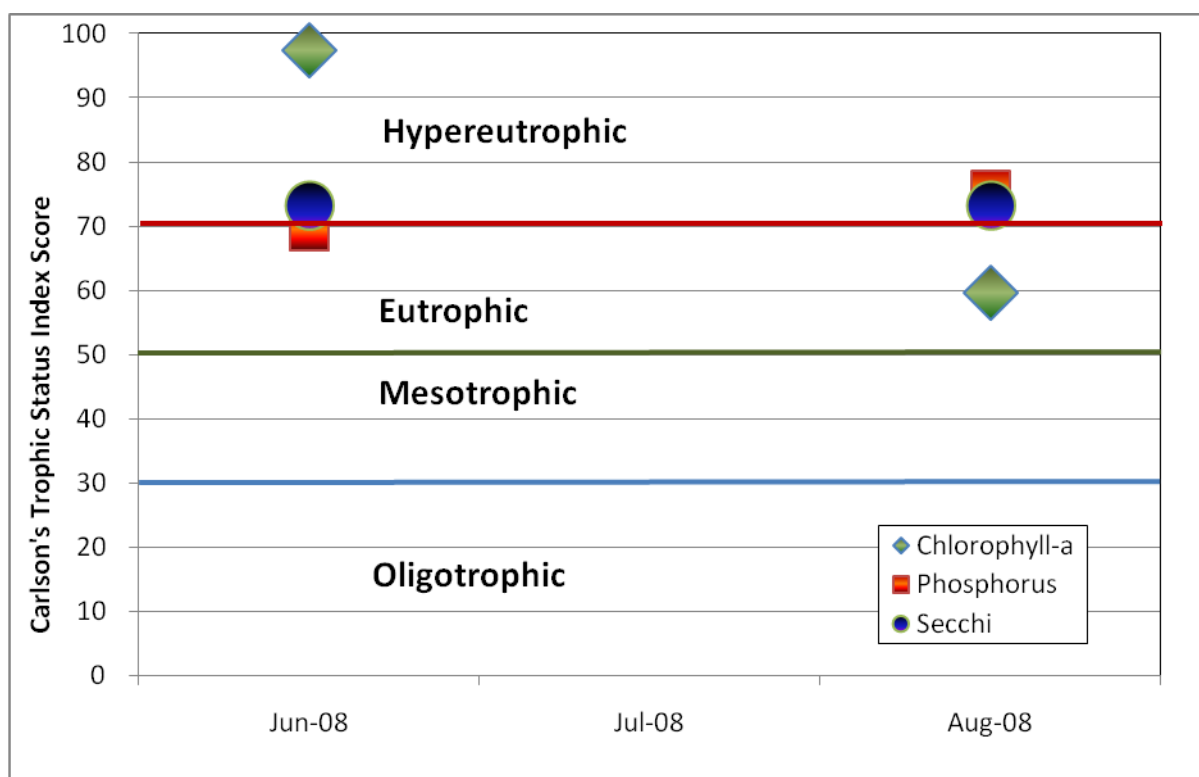 Carlson's Trophic Status Index Score
100
90
80
70
60
50
40
30
20
10
0
Hypereutrophic
Eutrophic
Mesotrophic
Oligotrophic
Chlorophyll-a
Phosphorus
Secchi
Jun-08
Jul-08
Aug-08